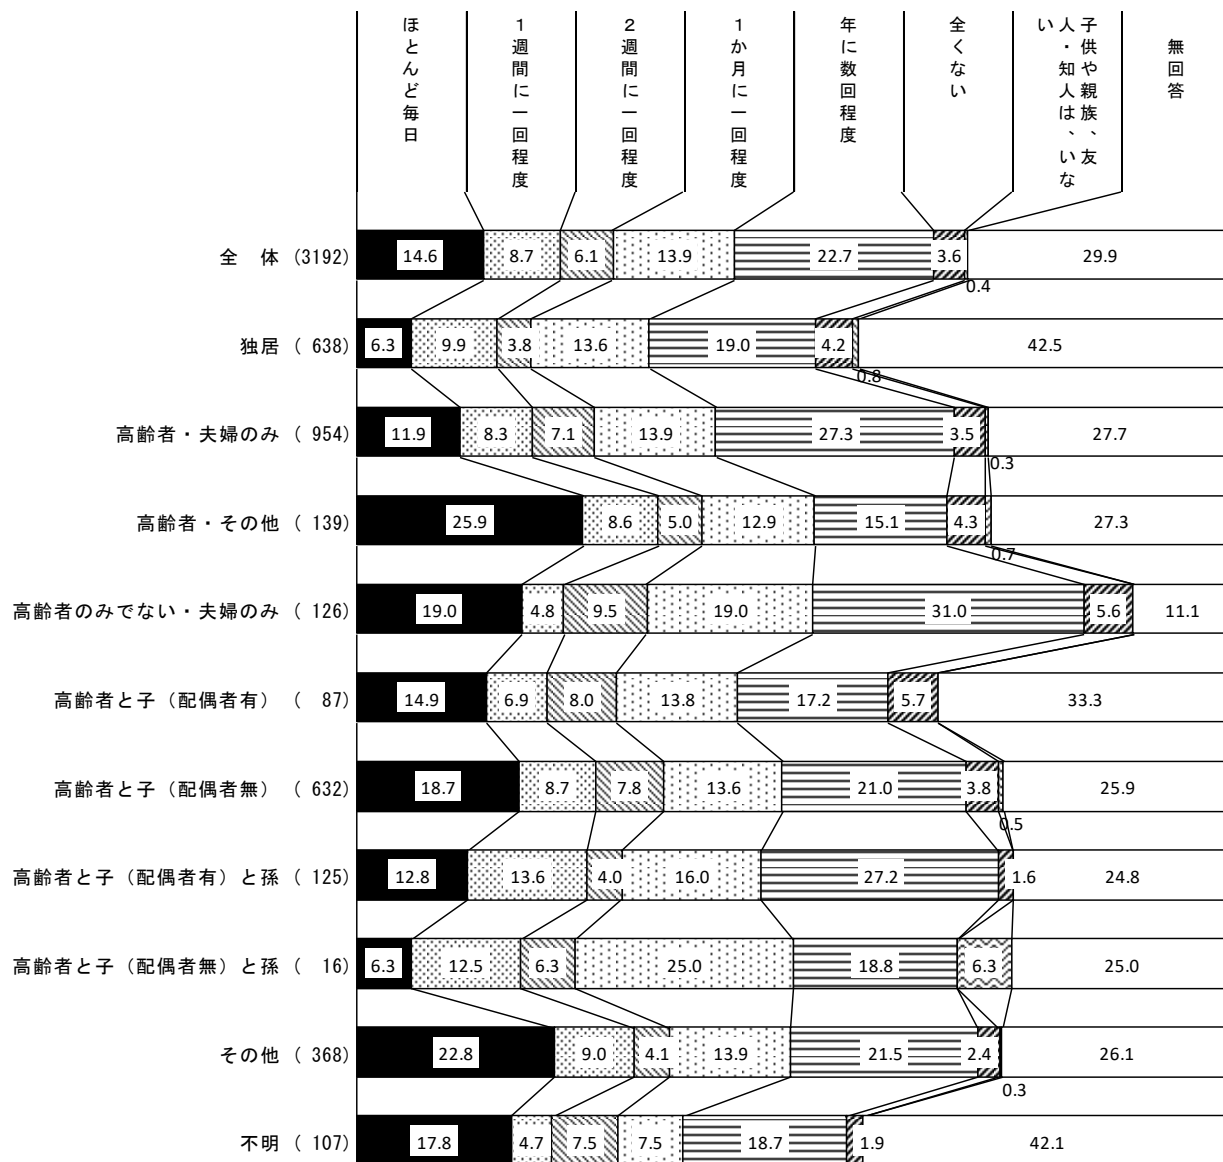 ほとんど毎日
１週間に一回程度
２週間に一回程度
１か月に一回程度
年に数回程度
全くない
子供や親族、友
人・知人は、いな
い
無回答
全　体 (3192) 14.6 8.7 6.1 13.9 22.7 3.6 29.9
0.4
独居 ( 638) 6.3 9.9 3.8 13.6 19.0 4.2 42.5
0.8
高齢者・夫婦のみ ( 954) 11.9 8.3 7.1 13.9 27.3 3.5 27.7
0.3
高齢者・その他 ( 139) 25.9 8.6 5.0 12.9 15.1 4.3 27.3
0.7
高齢者のみでない・夫婦のみ ( 126) 19.0 4.8 9.5 19.0 31.0 5.6 11.1
高齢者と子（配偶者有） ( 87) 14.9 6.9 8.0 13.8 17.2 5.7 33.3
高齢者と子（配偶者無） ( 632) 18.7 8.7 7.8 13.6 21.0 3.8 25.9
0.5
高齢者と子（配偶者有）と孫 ( 125) 12.8 13.6 4.0 16.0 27.2 1.6 24.8
高齢者と子（配偶者無）と孫 ( 16) 6.3 12.5 6.3 25.0 18.8 6.3 25.0
その他 ( 368) 22.8 9.0 4.1 13.9 21.5 2.4 26.1
0.3
不明 ( 107) 17.8 4.7 7.5 7.5 18.7 1.9 42.1